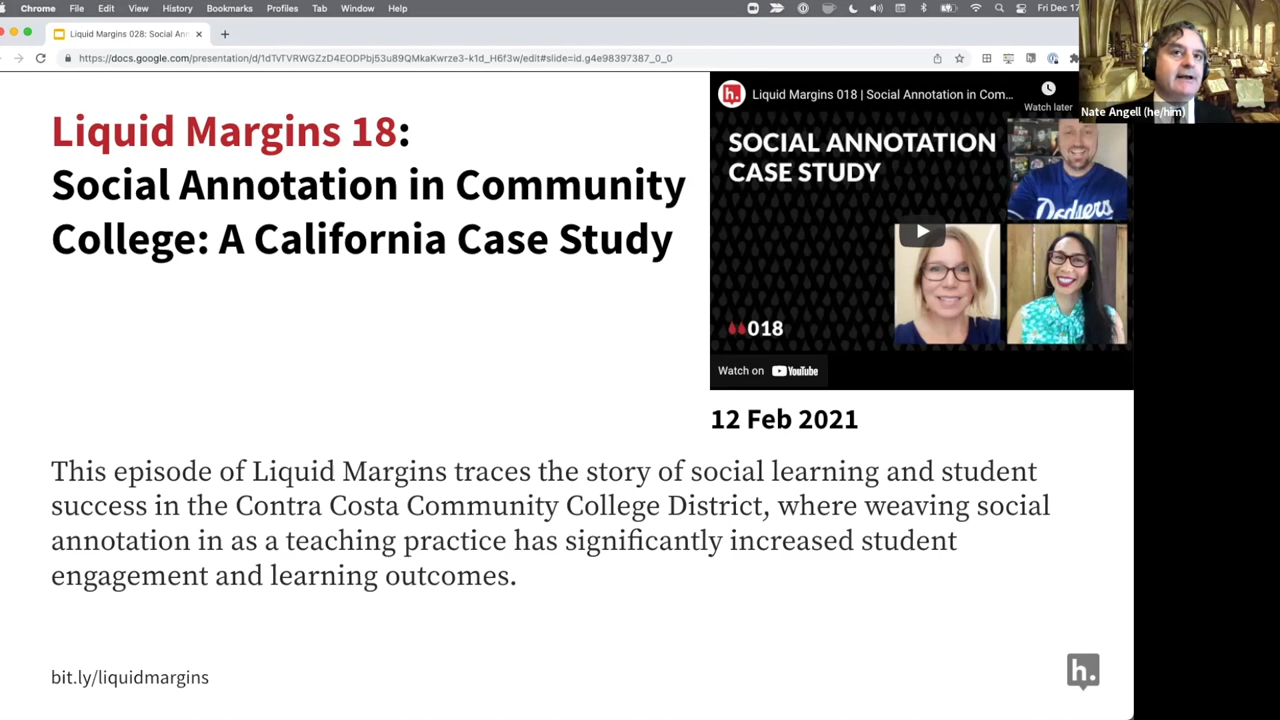 Chrome File Edit View History Bookmarks Profiles Tab Window Help Fri Dec 17
Liquid Margins 028: Social Ann
https://docs.google.com/presentation/d/1dTvTVRWGZzD4EODPbj53u89QMkaKwrze3-k1d_H6f3w/edit#slide=id.g4e98397387_0_0
Nate Angell (he/him)
Liquid Margins 18:
Social Annotation in Community
College: A California Case Study
h.
Liquid Margins 018 | Social Annotation in Com...
Watch later
SOCIAL ANNOTATION
CASE STUDY
Dodgers
018
Watch on YouTube
12 Feb 2021
This episode of Liquid Margins traces the story of social learning and student
success in the Contra Costa Community College District, where weaving social
annotation in as a teaching practice has significantly increased student
engagement and learning outcomes.
bit.ly/liquidmargins
h.